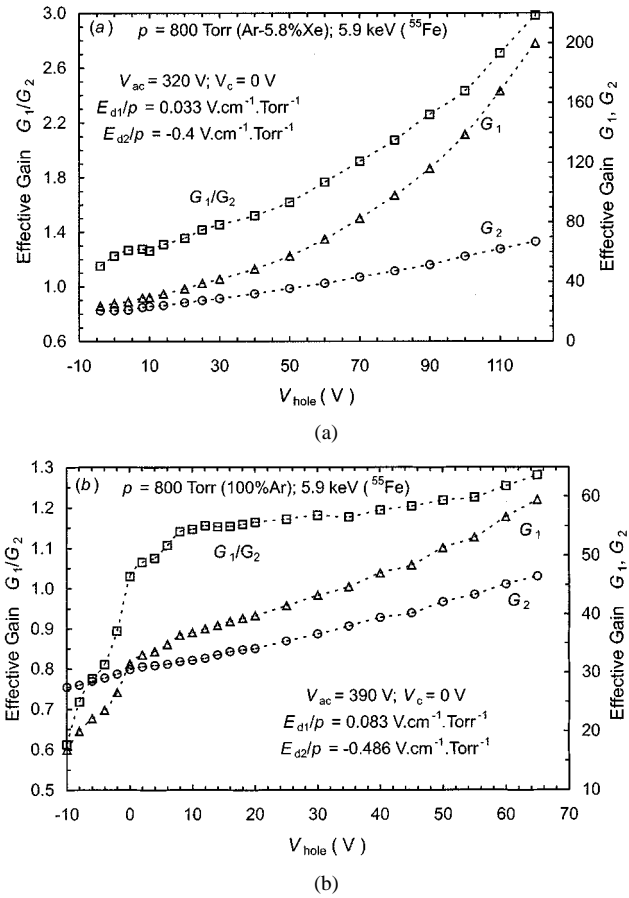 (a) p = 800 Torr (Ar-5.8%Xe); 5.9 keV (⁵⁵Fe)
V_ac = 320 V; V_c = 0 V
E_d1/p = 0.033 V.cm⁻¹.Torr⁻¹
E_d2/p = -0.4 V.cm⁻¹.Torr⁻¹
G₁/G₂
G₁
G₂
Effective Gain G₁/G₂
3.0
2.6
2.2
1.8
1.4
1.0
0.6
Effective Gain G₁, G₂
200
160
120
80
40
0
-10 10 30 50 70 90 110 130
V_hole ( V )
(a)
(b) p = 800 Torr (100%Ar); 5.9 keV (⁵⁵Fe)
G₁/G₂
G₁
G₂
V_ac = 390 V; V_c = 0 V
E_d1/p = 0.083 V.cm⁻¹.Torr⁻¹
E_d2/p = -0.486 V.cm⁻¹.Torr⁻¹
Effective Gain G₁/G₂
1.3
1.2
1.1
1.0
0.9
0.8
0.7
0.6
0.5
Effective Gain G₁, G₂
60
50
40
30
20
10
-10 0 10 20 30 40 50 60 70
V_hole ( V )
(b)